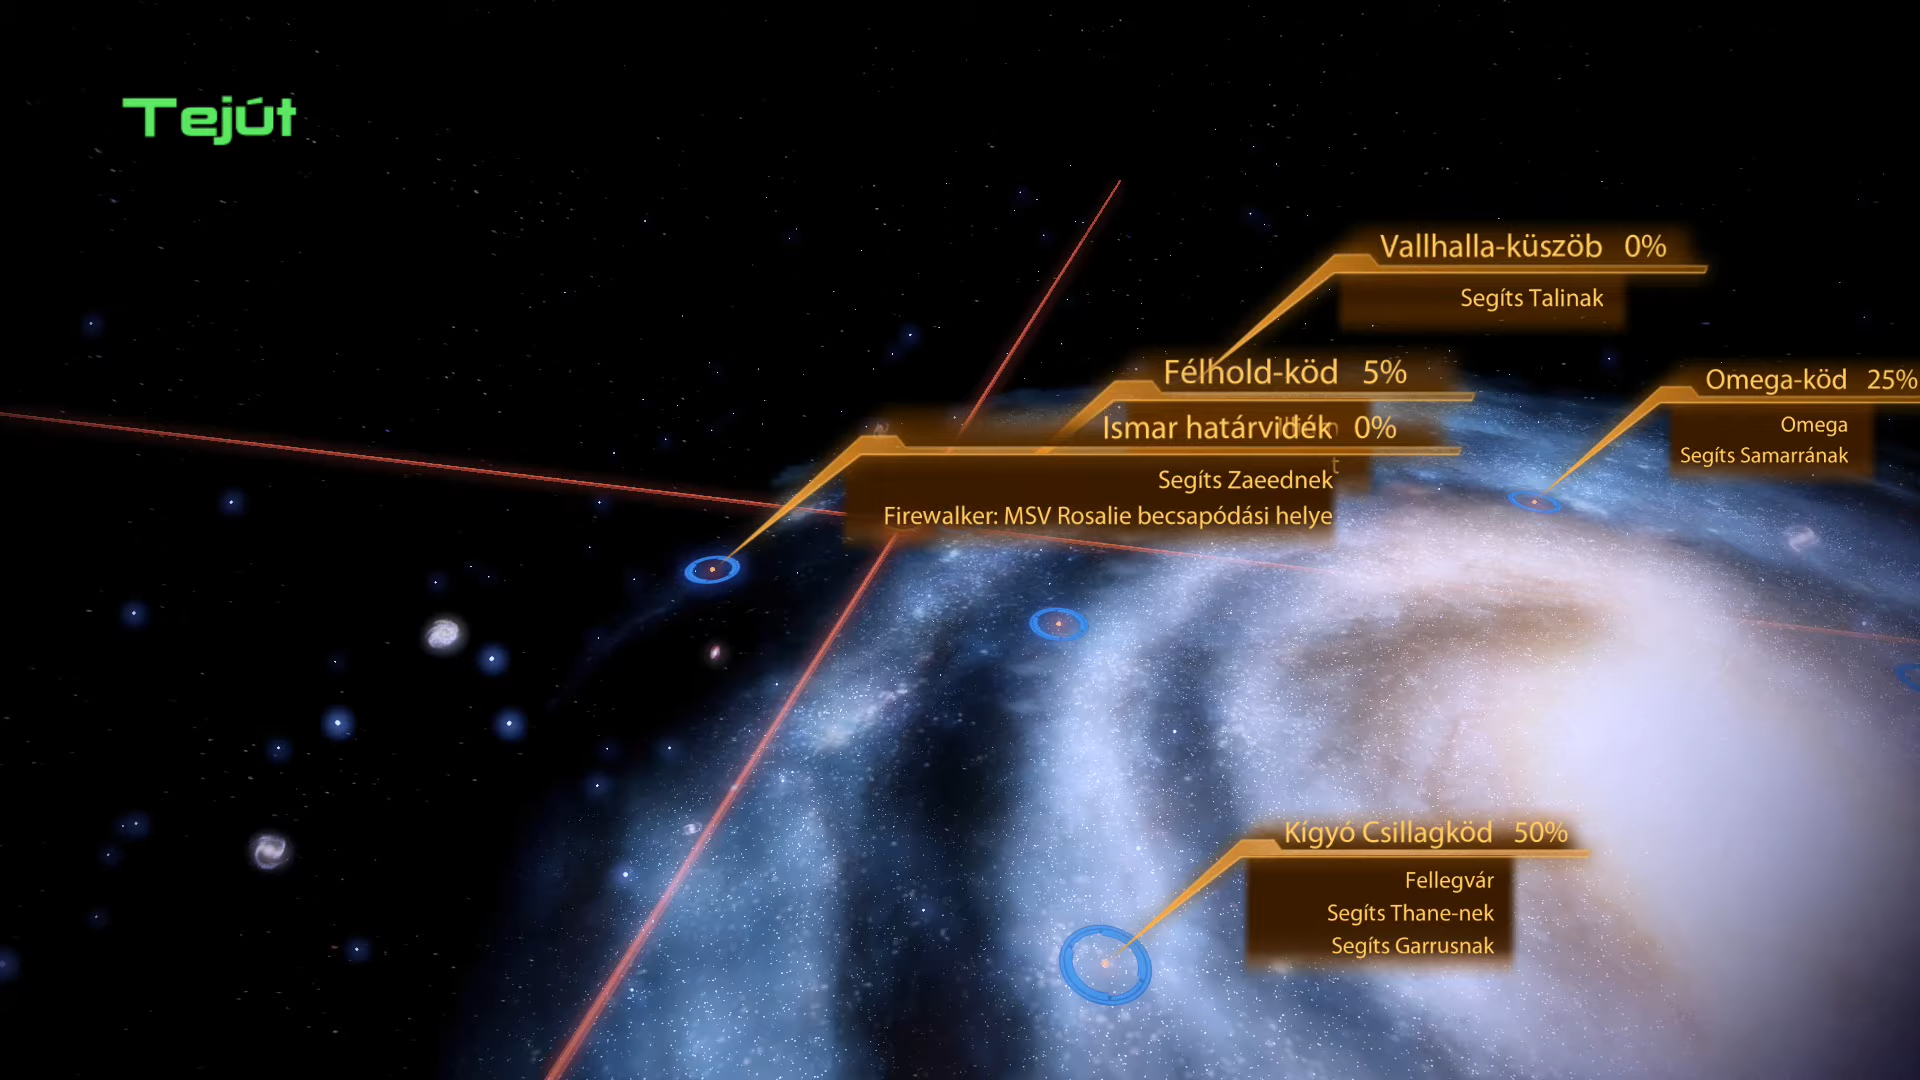 Tejút
Vallhalla-küszöb 0%
Segíts Talinak
Félhold-köd 5%
Omega-köd 25%
Omega
Segíts Samarrának
Ismar határvidék 0%
Segíts Zaeednek
Firewalker: MSV Rosalie becsapódási helye
Kígyó Csillagköd 50%
Fellegvár
Segíts Thane-nek
Segíts Garrusnak